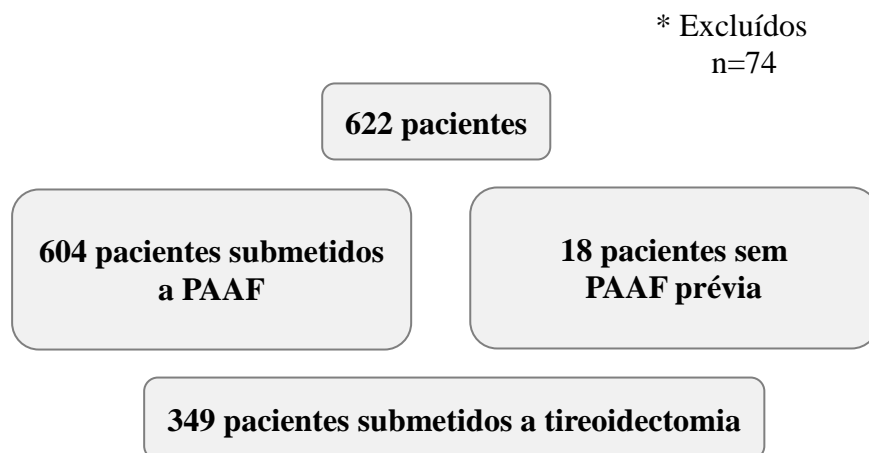 * Excluídos
n=74
622 pacientes
604 pacientes submetidos
a PAAF
18 pacientes sem
PAAF prévia
349 pacientes submetidos a tireoidectomia